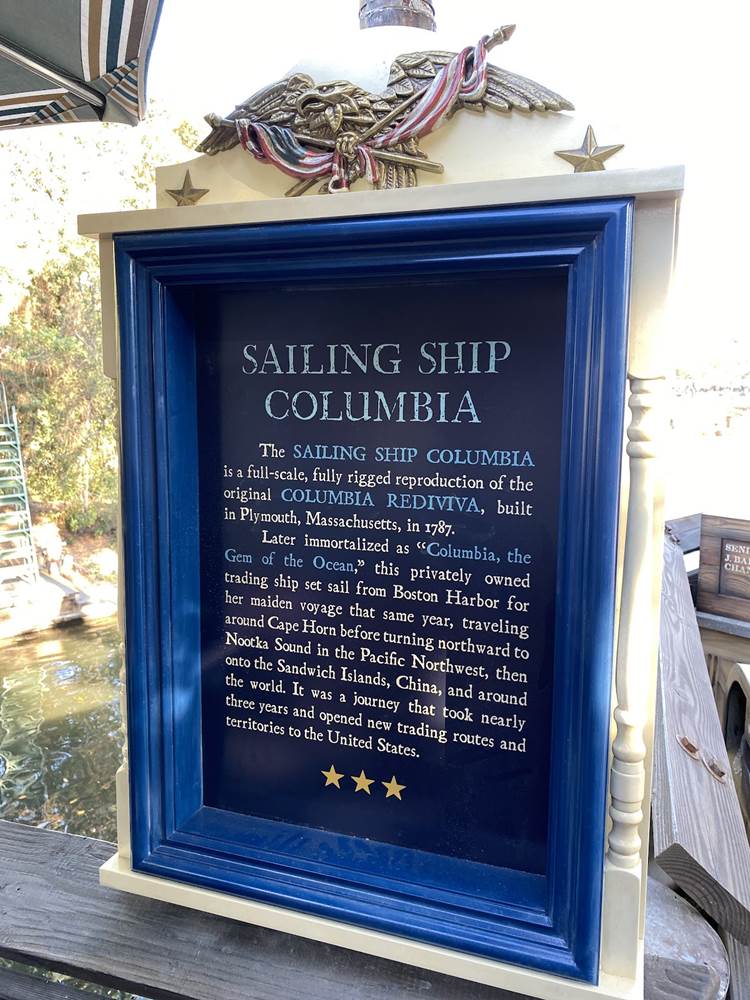 SAILING SHIP
COLUMBIA
The SAILING SHIP COLUMBIA
is a full-scale, fully rigged reproduction of the
original COLUMBIA REDIVIVA, built
in Plymouth, Massachusetts, in 1787.
Later immortalized as “Columbia, the
Gem of the Ocean,” this privately owned
trading ship set sail from Boston Harbor for
her maiden voyage that same year, traveling
around Cape Horn before turning northward to
Nootka Sound in the Pacific Northwest, then
onto the Sandwich Islands, China, and around
the world. It was a journey that took nearly
three years and opened new trading routes and
territories to the United States.